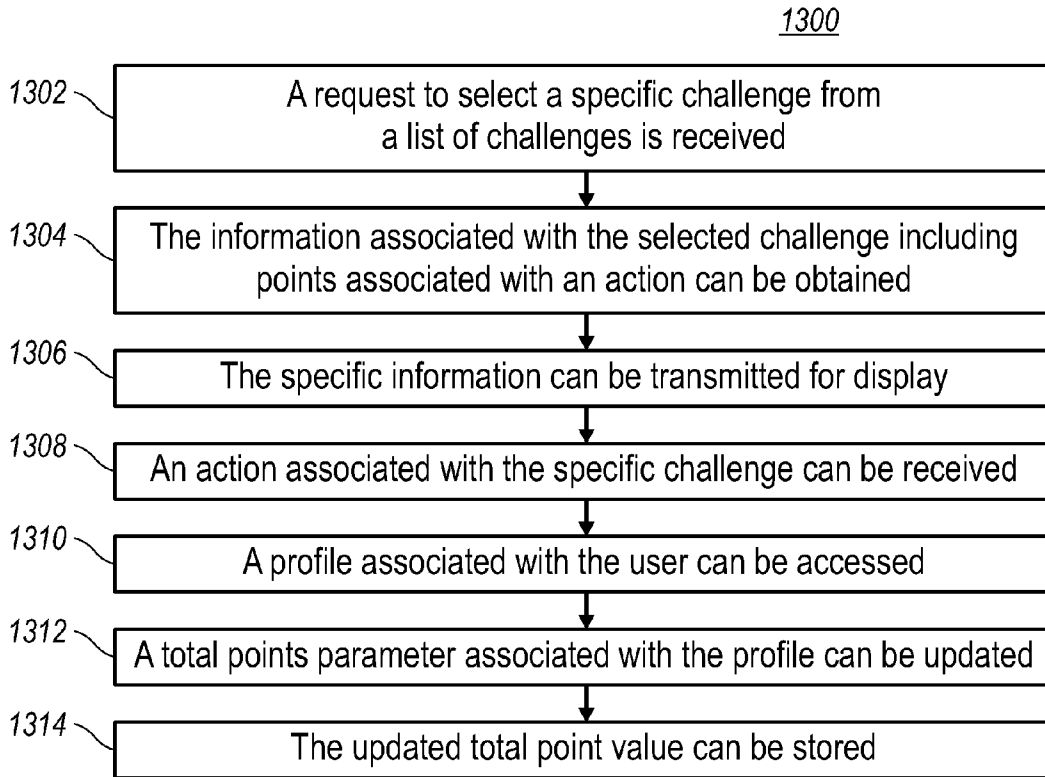 1300
1302
A request to select a specific challenge from
a list of challenges is received
1304
The information associated with the selected challenge including
points associated with an action can be obtained
1306
The specific information can be transmitted for display
1308
An action associated with the specific challenge can be received
1310
A profile associated with the user can be accessed
1312
A total points parameter associated with the profile can be updated
1314
The updated total point value can be stored